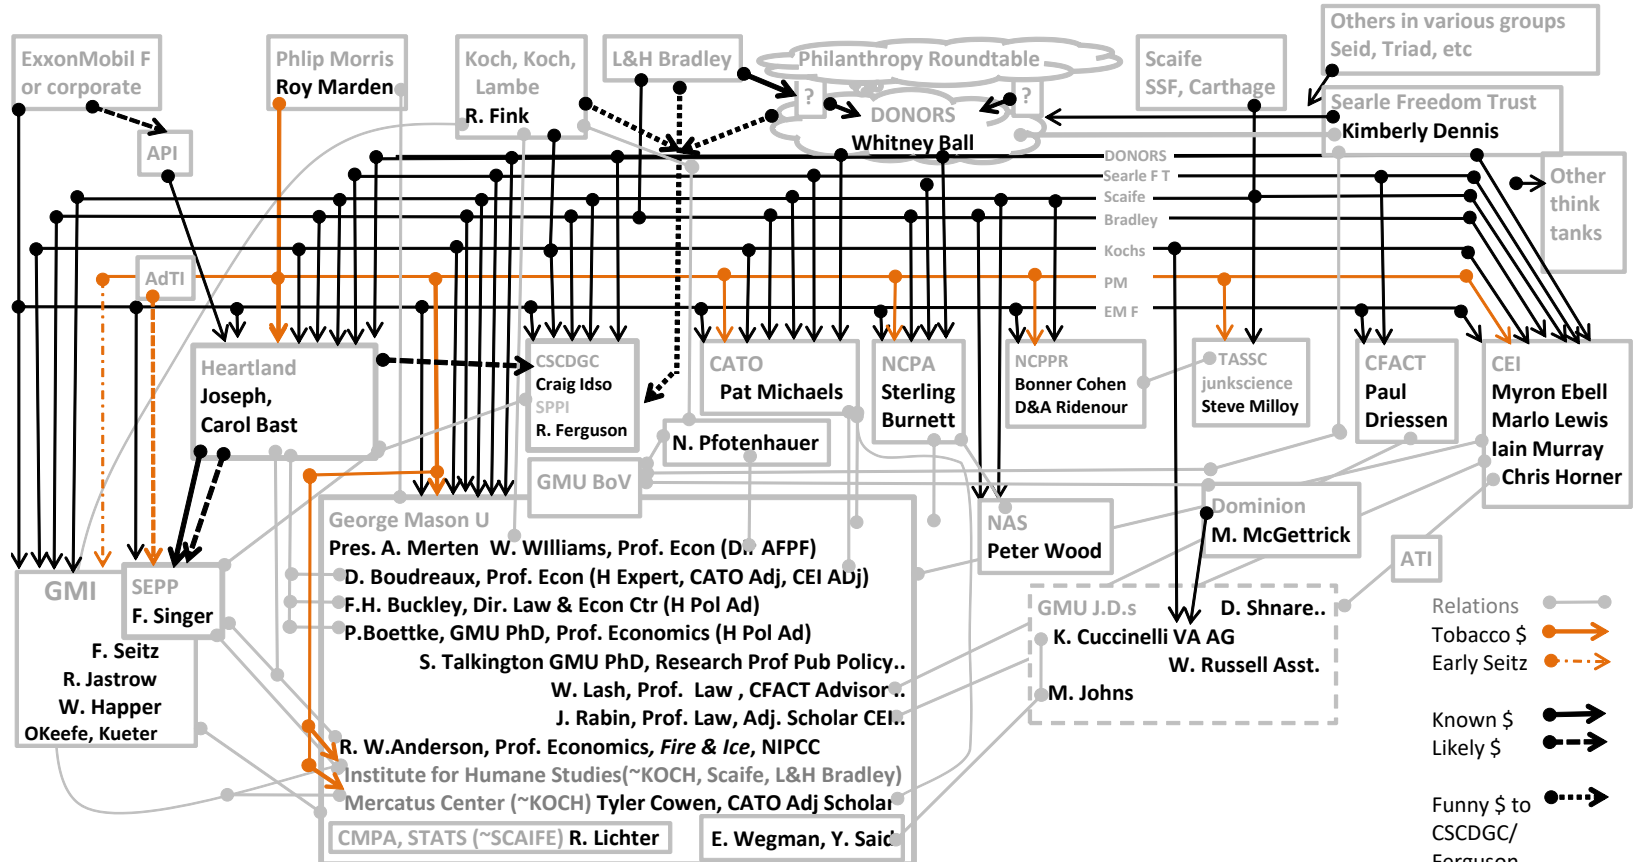 ExxonMobil F
or corporate
API
Phlip Morris
Roy Marden
Koch, Koch,
Lambe
R. Fink
L&H Bradley
Philanthropy Roundtable
?
?
DONORS
Whitney Ball
Scaife
SSF, Carthage
Others in various groups
Seid, Triad, etc
Searle Freedom Trust
Kimberly Dennis
Other
think
tanks
DONORS
Searle F T
Scaife
Bradley
Kochs
PM
EM F
AdTI
Heartland
Joseph,
Carol Bast
CSCDGC
Craig Idso
SPPI
R. Ferguson
CATO
Pat Michaels
NCPA
Sterling
Burnett
NCPPR
Bonner Cohen
D&A Ridenour
TASSC
junkscience
Steve Milloy
CFACT
Paul
Driessen
CEI
Myron Ebell
Marlo Lewis
Iain Murray
Chris Horner
N. Pfotenhauer
GMU BoV
George Mason U
Pres. A. Merten W. WIlliams, Prof. Econ (Dir. AFPF)
D. Boudreaux, Prof. Econ (H Expert, CATO Adj, CEI ADj)
F.H. Buckley, Dir. Law & Econ Ctr (H Pol Ad)
P.Boettke, GMU PhD, Prof. Economics (H Pol Ad)
S. Talkington GMU PhD, Research Prof Pub Policy..
W. Lash, Prof. Law , CFACT Advisor..
J. Rabin, Prof. Law, Adj. Scholar CEI..
R. W.Anderson, Prof. Economics, Fire & Ice, NIPCC
Institute for Humane Studies(~KOCH, Scaife, L&H Bradley)
Mercatus Center (~KOCH) Tyler Cowen, CATO Adj Scholar
CMPA, STATS (~SCAIFE) R. Lichter
E. Wegman, Y. Said
NAS
Peter Wood
Dominion
M. McGettrick
ATI
GMU J.D.s
D. Shnare..
K. Cuccinelli VA AG
W. Russell Asst.
M. Johns
GMI
SEPP
F. Singer
F. Seitz
R. Jastrow
W. Happer
OKeefe, Kueter
Relations
Tobacco $
Early Seitz
Known $
Likely $
Funny $ to
CSCDGC/
Ferguson